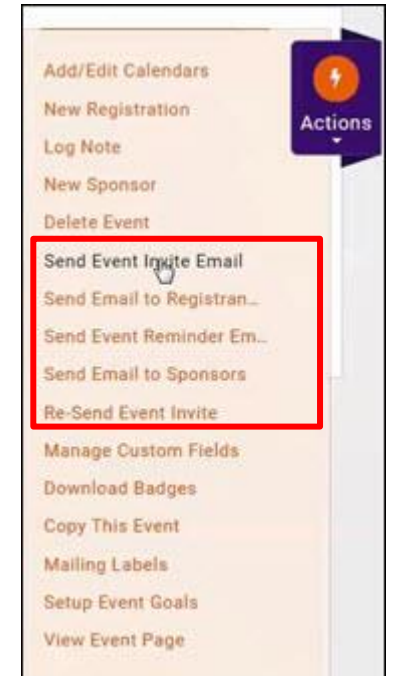 Add/Edit Calendars
New Registration
Actions
Log Note
New Sponsor
Delete Event
Send Event Invite Email
Send Email to Registran...
Send Event Reminder Em...
Send Email to Sponsors
Re-Send Event Invite
Manage Custom Fields
Download Badges
Copy This Event
Mailing Labels
Setup Event Goals
View Event Page